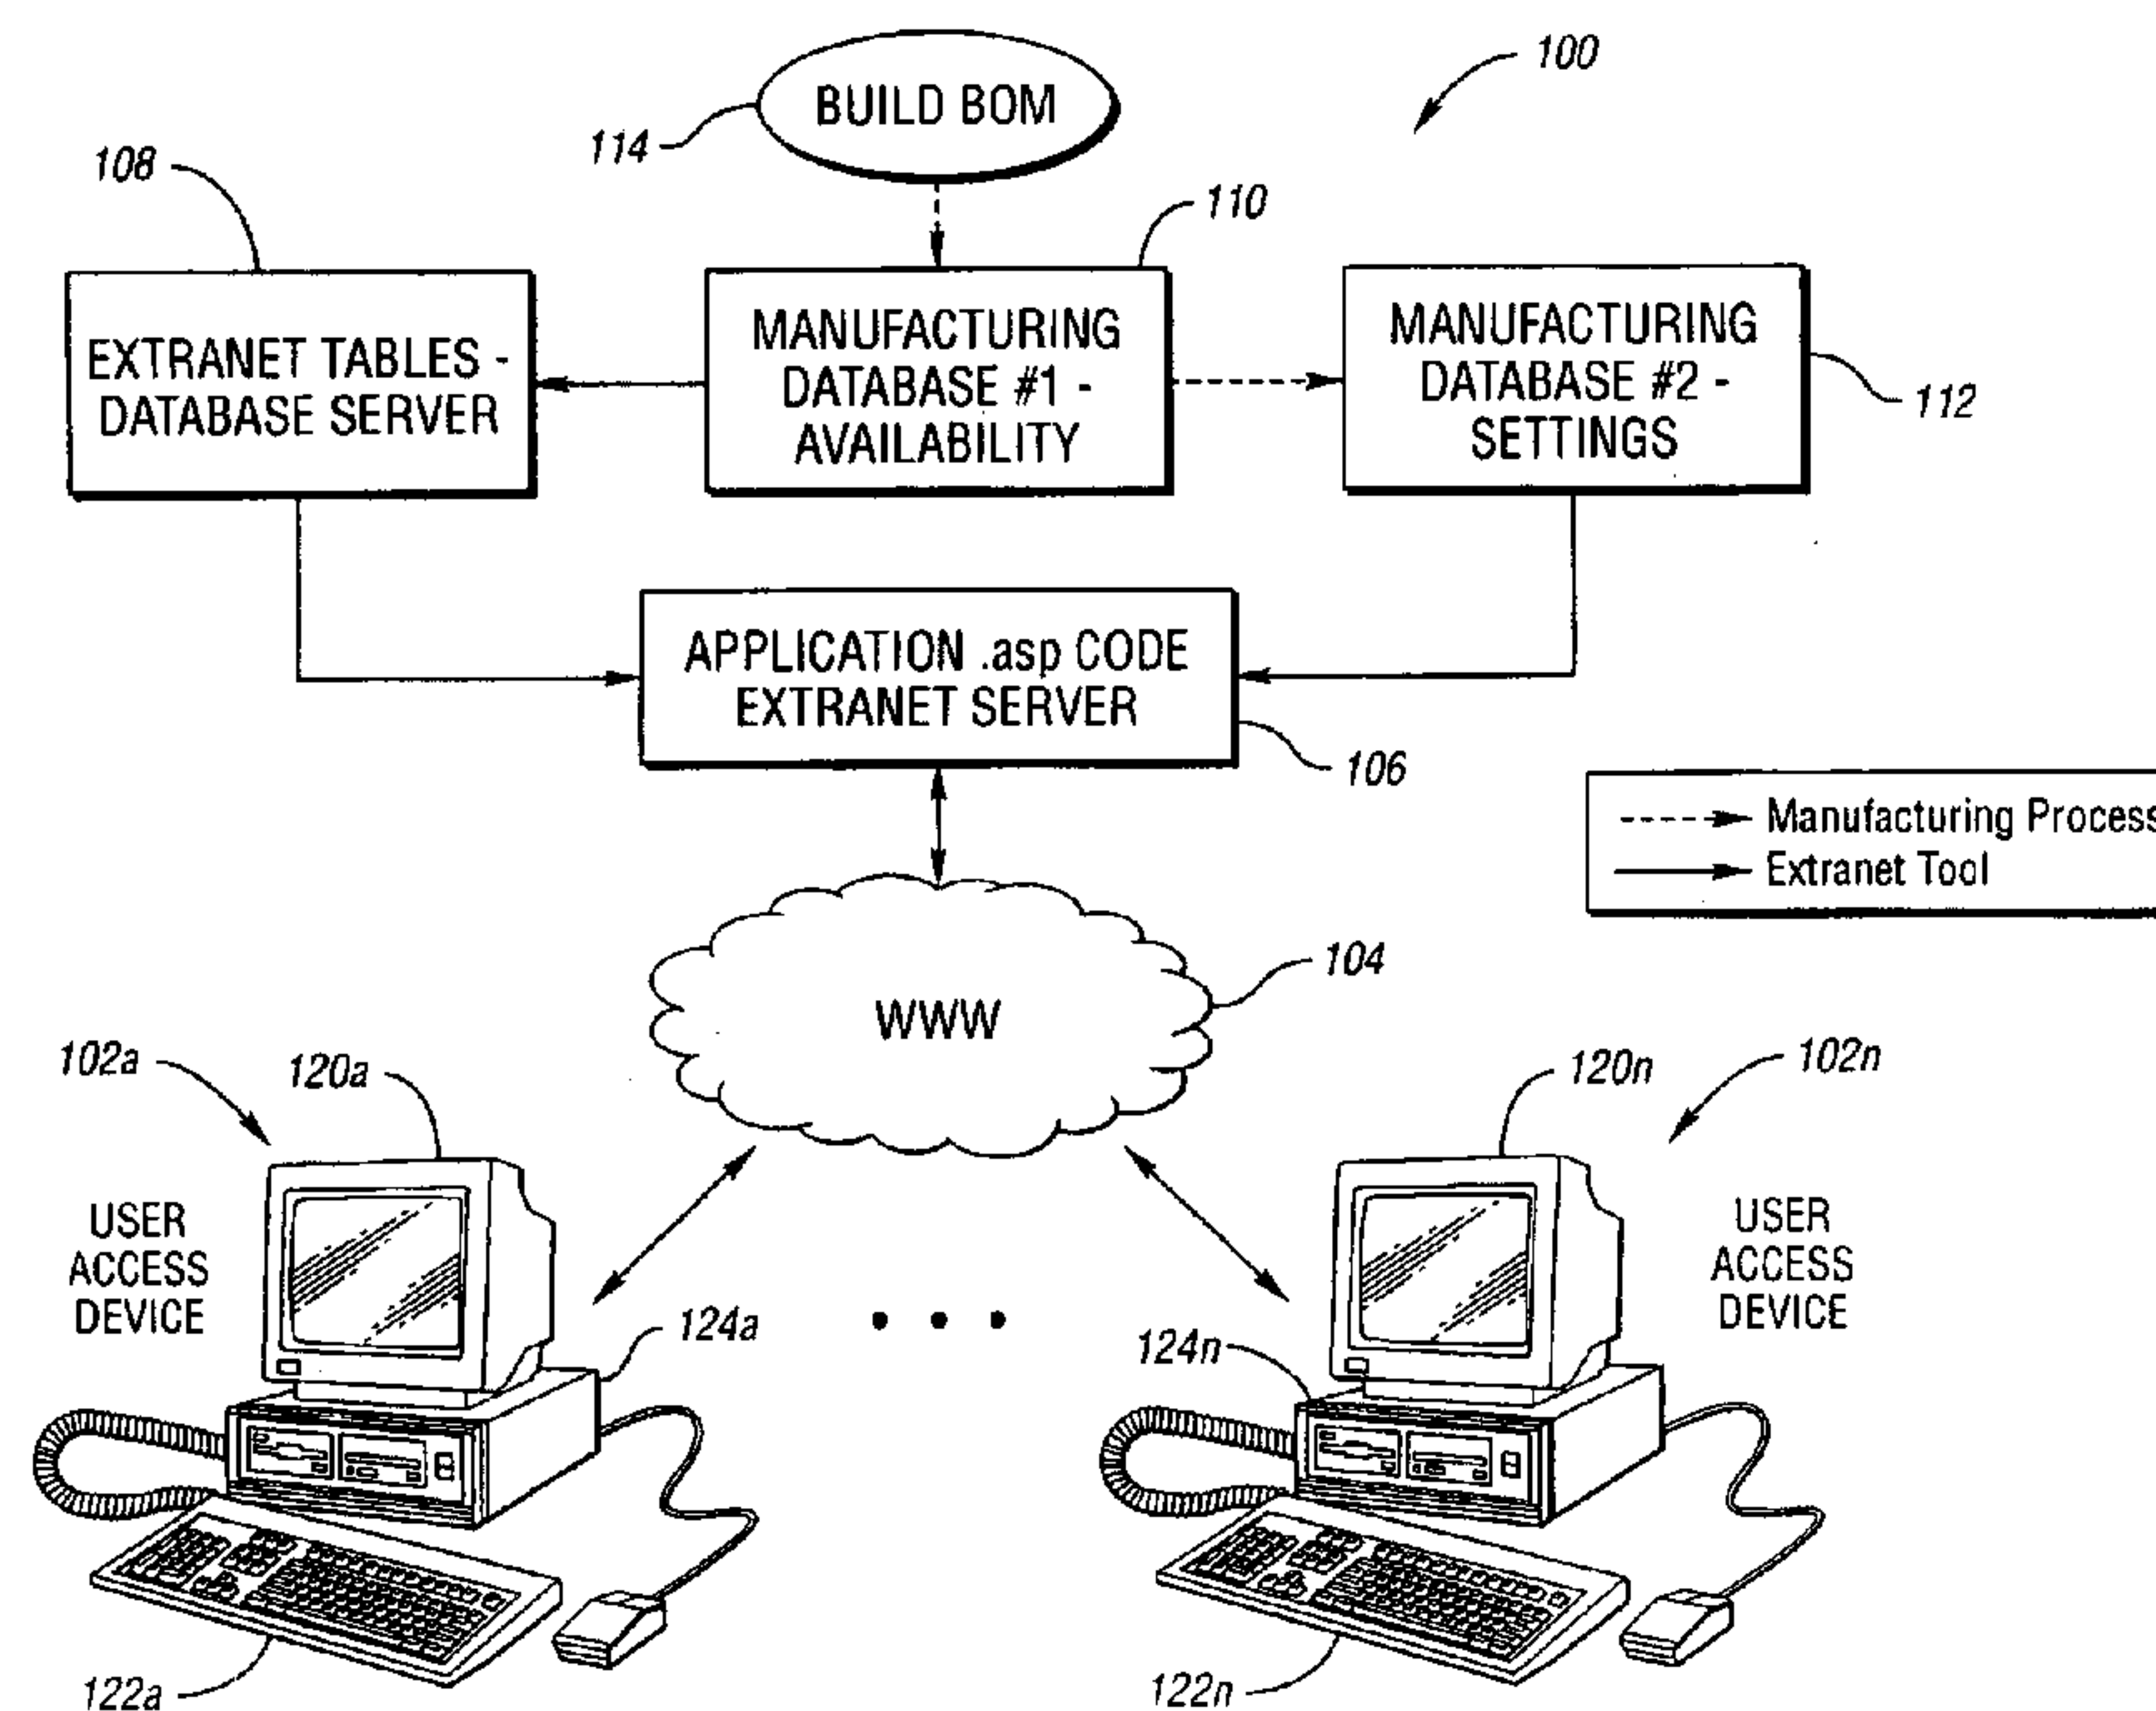 100
BUILD BOM
114
108
110
EXTRANET TABLES -
DATABASE SERVER
MANUFACTURING
DATABASE #1 -
AVAILABILITY
MANUFACTURING
DATABASE #2 -
SETTINGS
112
APPLICATION .asp CODE
EXTRANET SERVER
106
Manufacturing Process
Extranet Tool
104
WWW
102a
120a
120n
102n
USER
ACCESS
DEVICE
USER
ACCESS
DEVICE
124a
124n
122a
122n